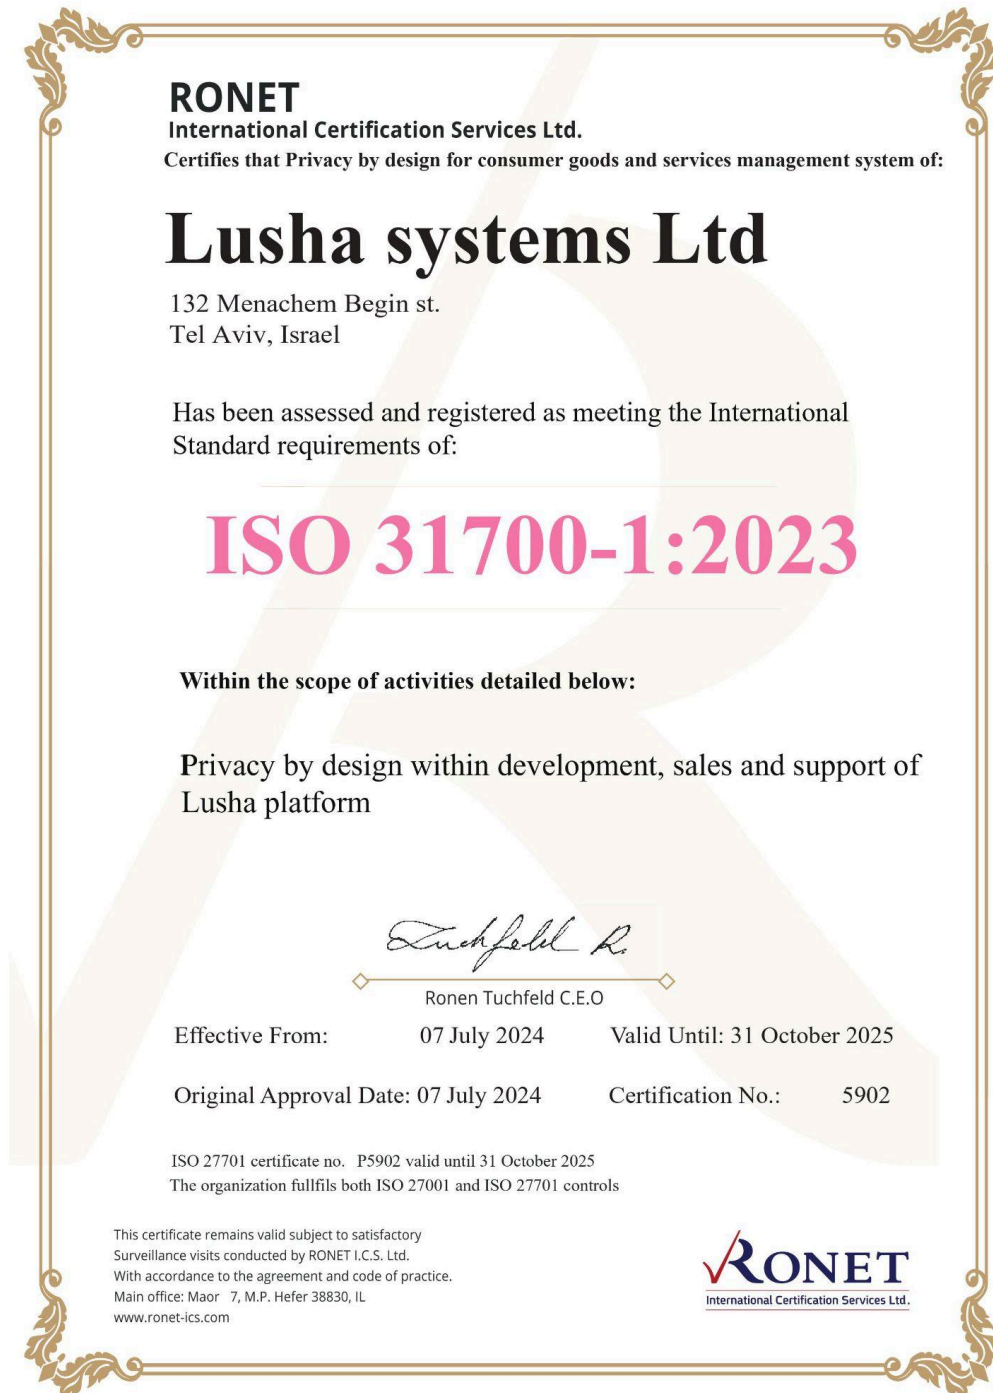 RONET
International Certification Services Ltd.
Certifies that Privacy by design for consumer goods and services management system of:
Lusha systems Ltd
132 Menachem Begin st.
Tel Aviv, Israel
Has been assessed and registered as meeting the International
Standard requirements of:
ISO 31700-1:2023
Within the scope of activities detailed below:
Privacy by design within development, sales and support of
Lusha platform
Tuchfeld R.
Ronen Tuchfeld C.E.O
Effective From: 07 July 2024 Valid Until: 31 October 2025
Original Approval Date: 07 July 2024 Certification No.: 5902
ISO 27701 certificate no. P5902 valid until 31 October 2025
The organization fullfils both ISO 27001 and ISO 27701 controls
This certificate remains valid subject to satisfactory
Surveillance visits conducted by RONET I.C.S. Ltd.
With accordance to the agreement and code of practice.
Main office: Maor 7, M.P. Hefer 38830, IL
www.ronet-ics.com
RONET
International Certification Services Ltd.